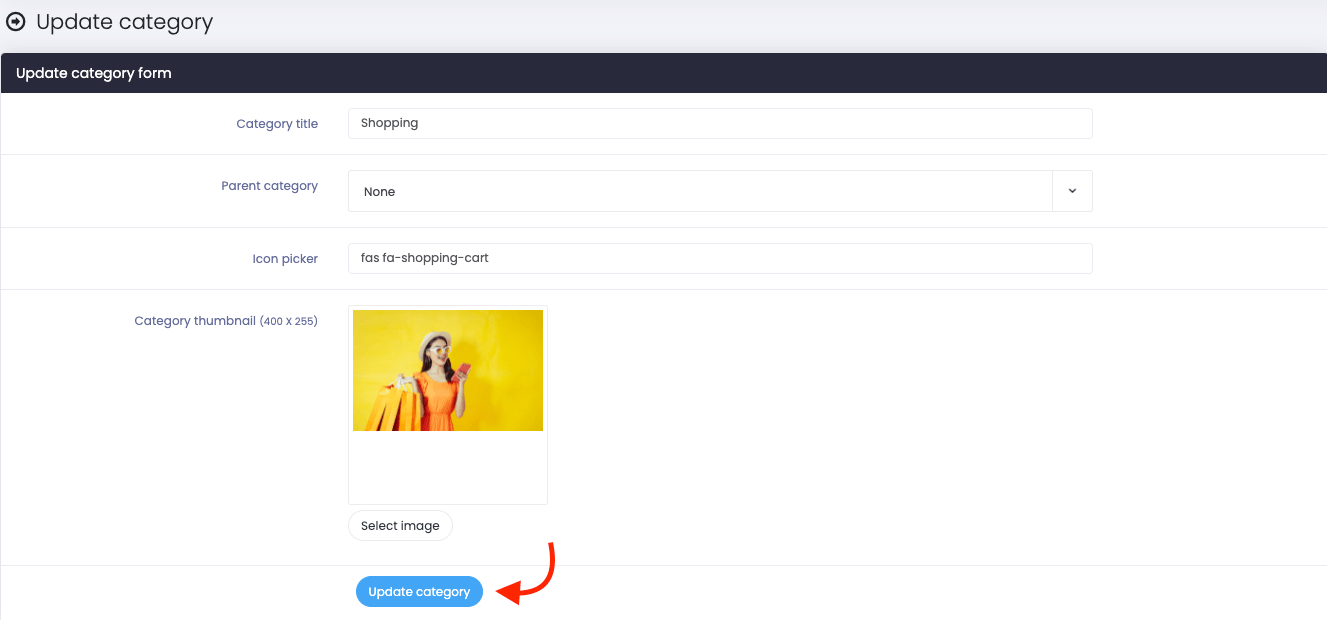 Update category
Update category form
Category title
Shopping
Parent category
None
Icon picker
fas fa-shopping-cart
Category thumbnail (400 X 255)
Select image
Update category